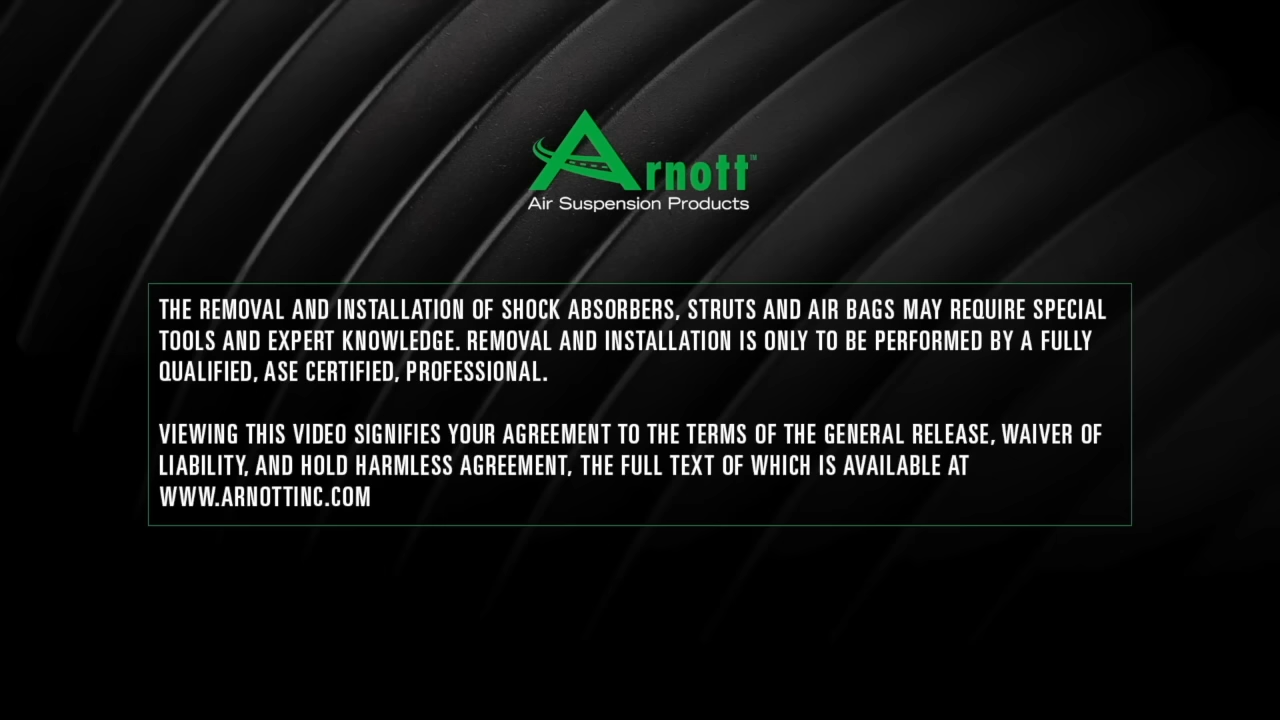 Arnott™
Air Suspension Products
THE REMOVAL AND INSTALLATION OF SHOCK ABSORBERS, STRUTS AND AIR BAGS MAY REQUIRE SPECIAL
TOOLS AND EXPERT KNOWLEDGE. REMOVAL AND INSTALLATION IS ONLY TO BE PERFORMED BY A FULLY
QUALIFIED, ASE CERTIFIED, PROFESSIONAL.
VIEWING THIS VIDEO SIGNIFIES YOUR AGREEMENT TO THE TERMS OF THE GENERAL RELEASE, WAIVER OF
LIABILITY, AND HOLD HARMLESS AGREEMENT, THE FULL TEXT OF WHICH IS AVAILABLE AT
WWW.ARNOTTINC.COM